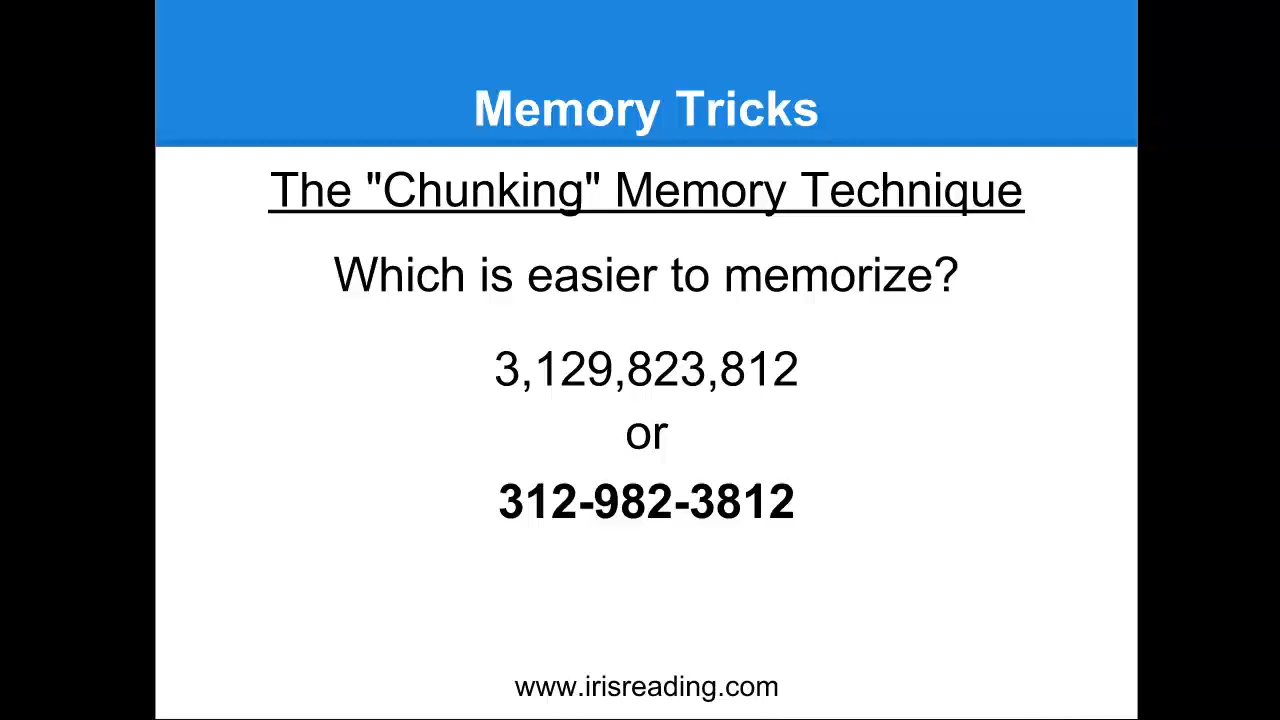 Memory Tricks
The "Chunking" Memory Technique
Which is easier to memorize?
3,129,823,812
or
312-982-3812
www.irisreading.com